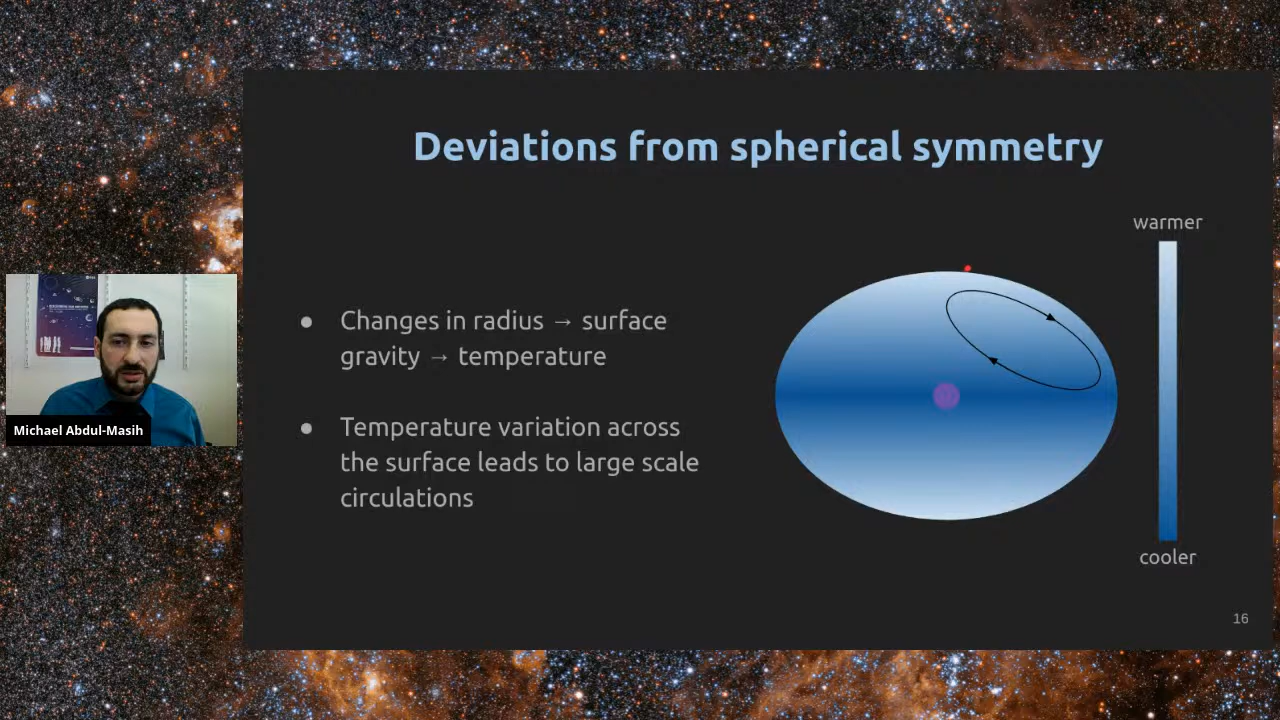 Deviations from spherical symmetry
warmer
● Changes in radius → surface
gravity → temperature
● Temperature variation across
the surface leads to large scale
circulations
cooler
16
Michael Abdul-Masih